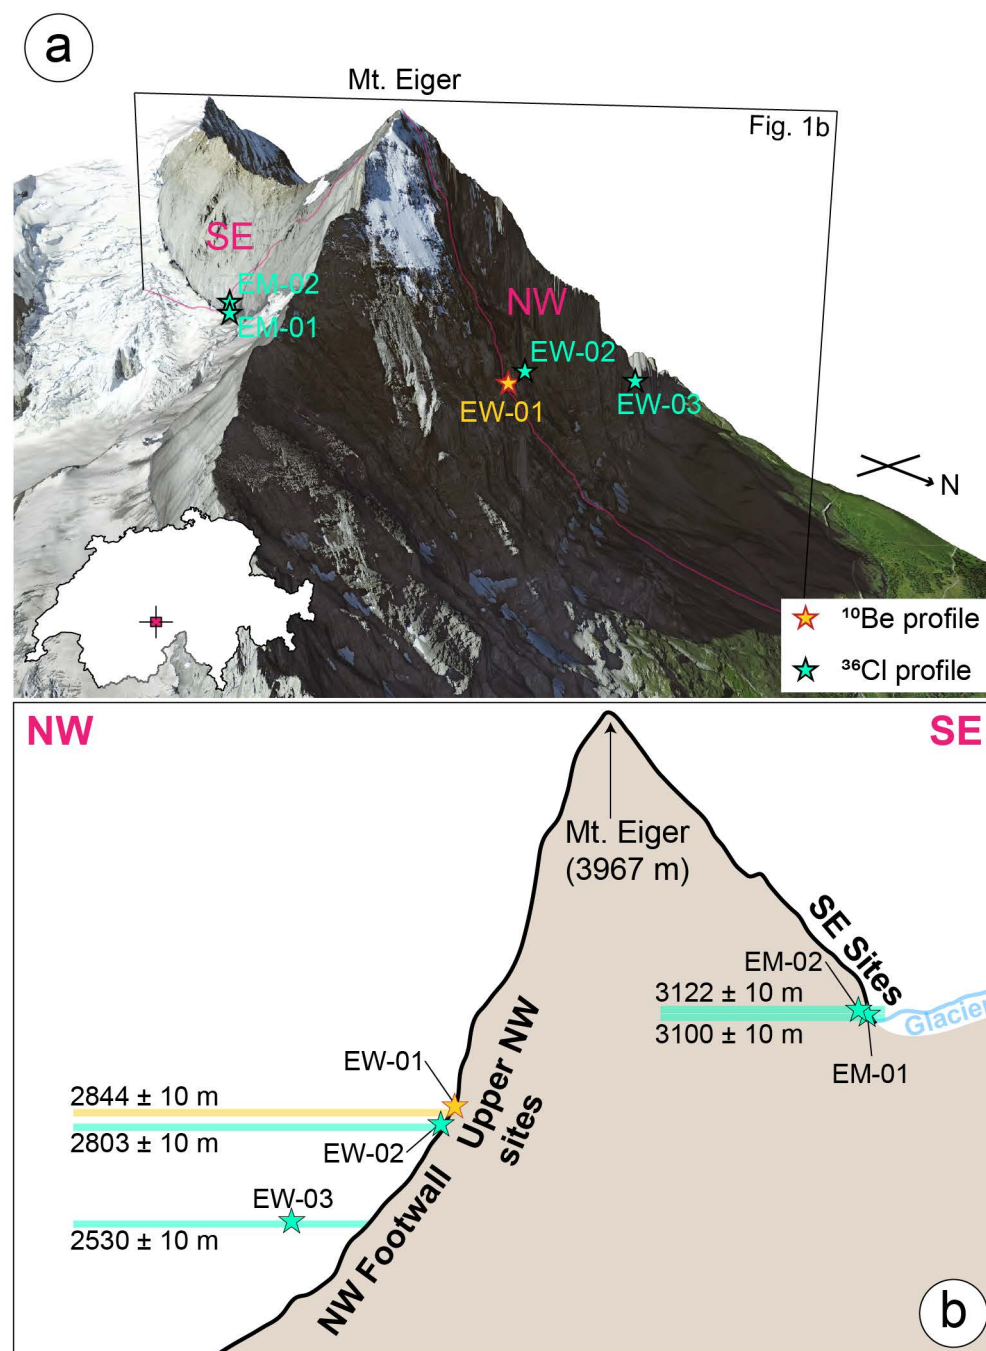 a
Mt. Eiger
Fig. 1b
SE
EM-02
EM-01
NW
EW-02
EW-01
EW-03
N
¹⁰Be profile
³⁶Cl profile
NW
SE
Mt. Eiger
(3967 m)
SE Sites
EM-02
3122 ± 10 m
3100 ± 10 m
Glacier
EM-01
EW-01
Upper NW
sites
2844 ± 10 m
2803 ± 10 m
EW-02
EW-03
2530 ± 10 m
NW Footwall
b